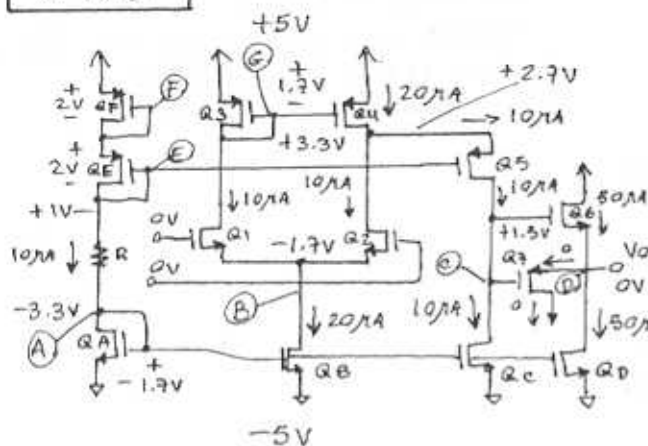 +5V
G
+
1.7V
-
F
+
2V
-
QF
Q3
Q4
20µA
+2.7V
10µA
+3.3V
+
2V
-
QE
E
Q5
10µA
10µA
10µA
50µA
+1V
0V
Q1
-1.7V
Q2
+1.5V
Q6
10µA
R
0V
C
Q7
0
D
Vo
0V
0
-3.3V
A
B
20µA
10µA
50µA
QA
+
-1.7V
QB
QC
QD
-5V